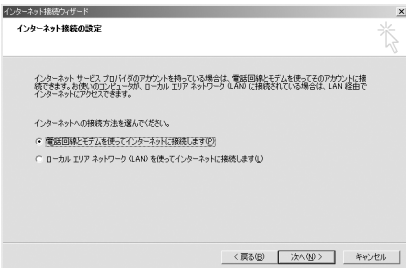 インターネット接続ウィザード
インターネット接続の設定
インターネット サービス プロバイダのアカウントを持っている場合は、電話回線とモデムを使ってそのアカウントに接
続できます。お使いのコンピュータが、ローカル エリア ネットワーク (LAN) に接続されている場合は、LAN 経由で
インターネットにアクセスできます。
インターネットへの接続方法を選んでください。
電話回線とモデムを使ってインターネットに接続します(P)
ローカル エリア ネットワーク (LAN) を使ってインターネットに接続します(L)
< 戻る(B)
次へ(N) >
キャンセル